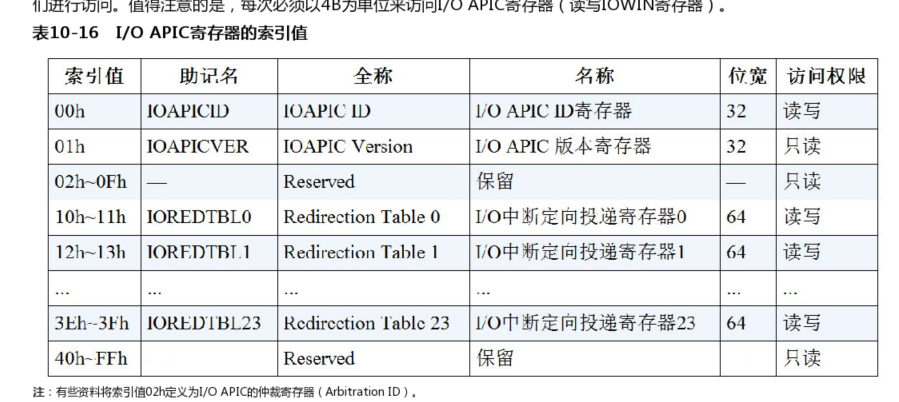 们进行访问。值得注意的是，每次必须以4B为单位来访问I/O APIC寄存器（读写IOWIN寄存器）。
表10-16 I/O APIC寄存器的索引值
索引值 助记名 全称 名称 位宽 访问权限
00h IOAPICID IOAPIC ID I/O APIC ID寄存器 32 读写
01h IOAPICVER IOAPIC Version I/O APIC 版本寄存器 32 只读
02h~0Fh — Reserved 保留 — 只读
10h~11h IOREDTBL0 Redirection Table 0 I/O中断定向投递寄存器0 64 读写
12h~13h IOREDTBL1 Redirection Table 1 I/O中断定向投递寄存器1 64 读写
... ... ... ... ... ...
3Eh~3Fh IOREDTBL23 Redirection Table 23 I/O中断定向投递寄存器23 64 读写
40h~FFh Reserved 保留 只读
注：有些资料将索引值02h定义为I/O APIC的仲裁寄存器（Arbitration ID）。